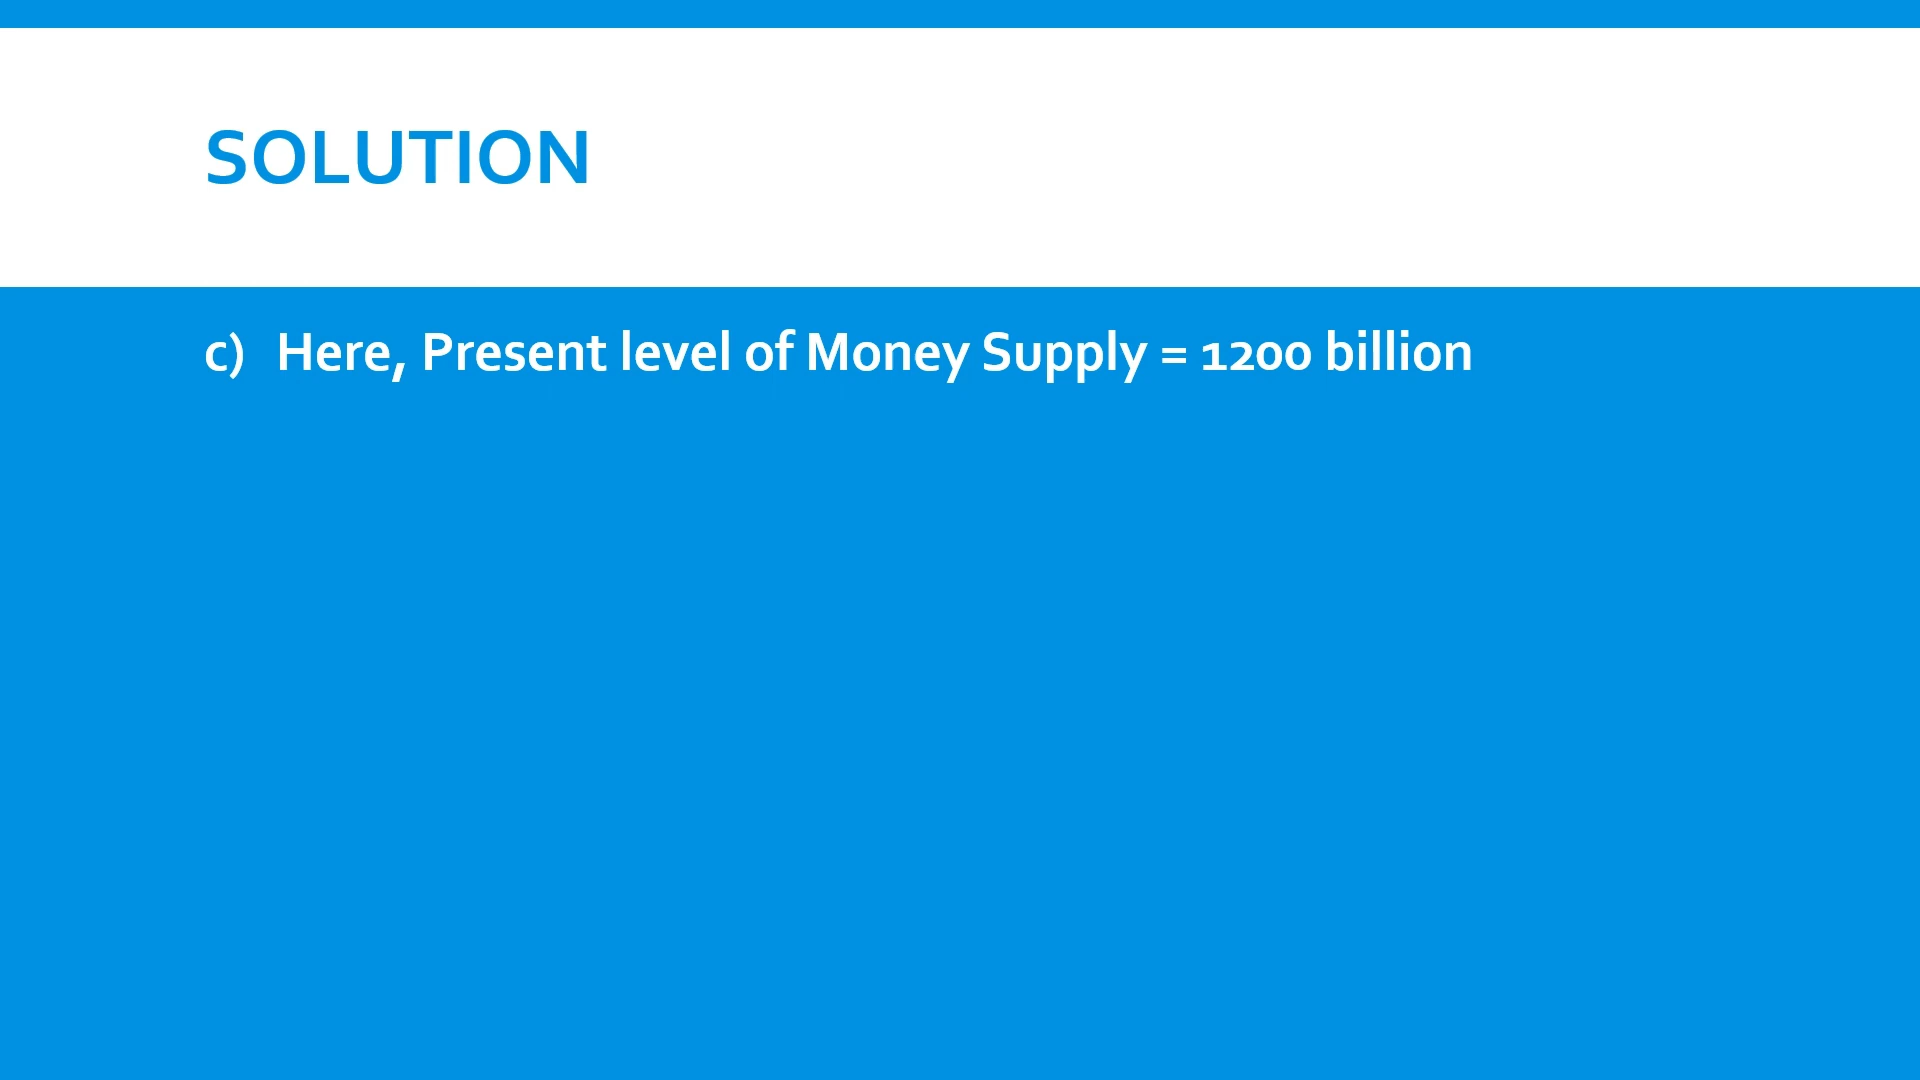 SOLUTION
c) Here, Present level of Money Supply = 1200 billion